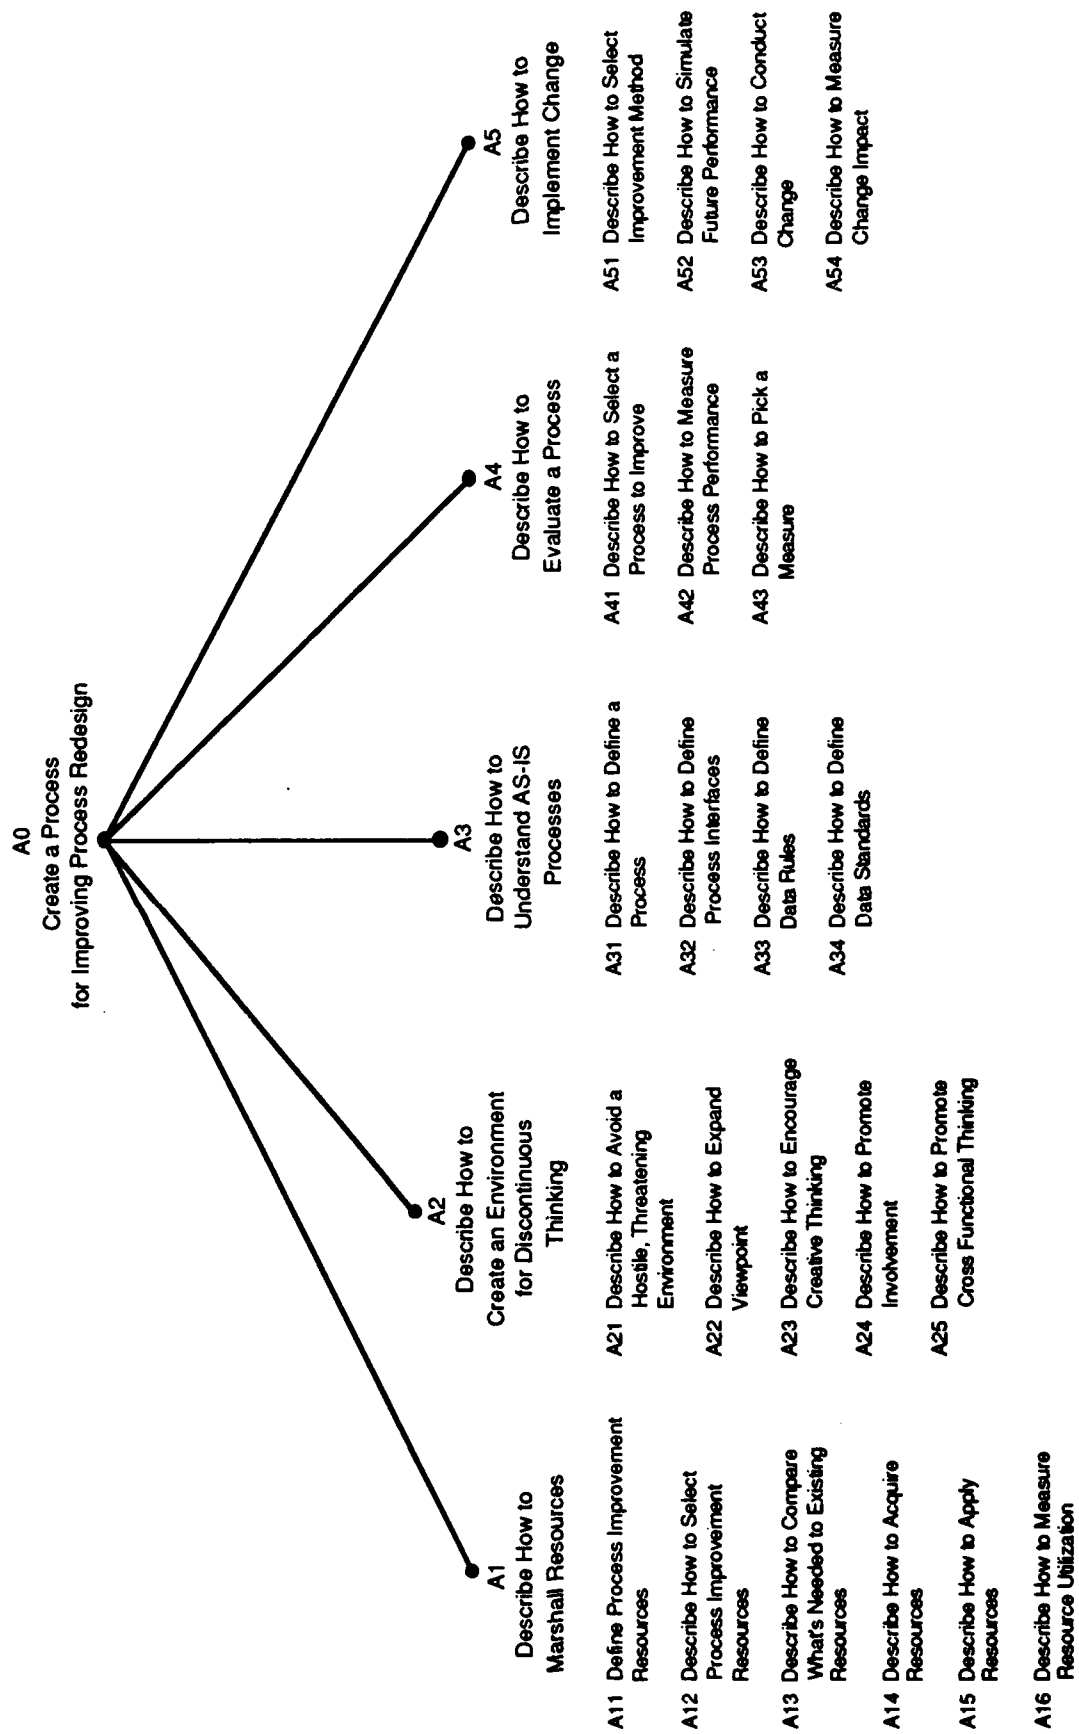 A0
Create a Process
for Improving Process Redesign
A1
Describe How to
Marshall Resources
A11 Define Process Improvement
Resources
A12 Describe How to Select
Process Improvement
Resources
A13 Describe How to Compare
What's Needed to Existing
Resources
A14 Describe How to Acquire
Resources
A15 Describe How to Apply
Resources
A16 Describe How to Measure
Resource Utilization
A2
Describe How to
Create an Environment
for Discontinuous
Thinking
A21 Describe How to Avoid a
Hostile, Threatening
Environment
A22 Describe How to Expand
Viewpoint
A23 Describe How to Encourage
Creative Thinking
A24 Describe How to Promote
Involvement
A25 Describe How to Promote
Cross Functional Thinking
A3
Describe How to
Understand AS-IS
Processes
A31 Describe How to Define a
Process
A32 Describe How to Define
Process Interfaces
A33 Describe How to Define
Data Rules
A34 Describe How to Define
Data Standards
A4
Describe How to
Evaluate a Process
A41 Describe How to Select a
Process to Improve
A42 Describe How to Measure
Process Performance
A43 Describe How to Pick a
Measure
A5
Describe How to
Implement Change
A51 Describe How to Select
Improvement Method
A52 Describe How to Simulate
Future Performance
A53 Describe How to Conduct
Change
A54 Describe How to Measure
Change Impact